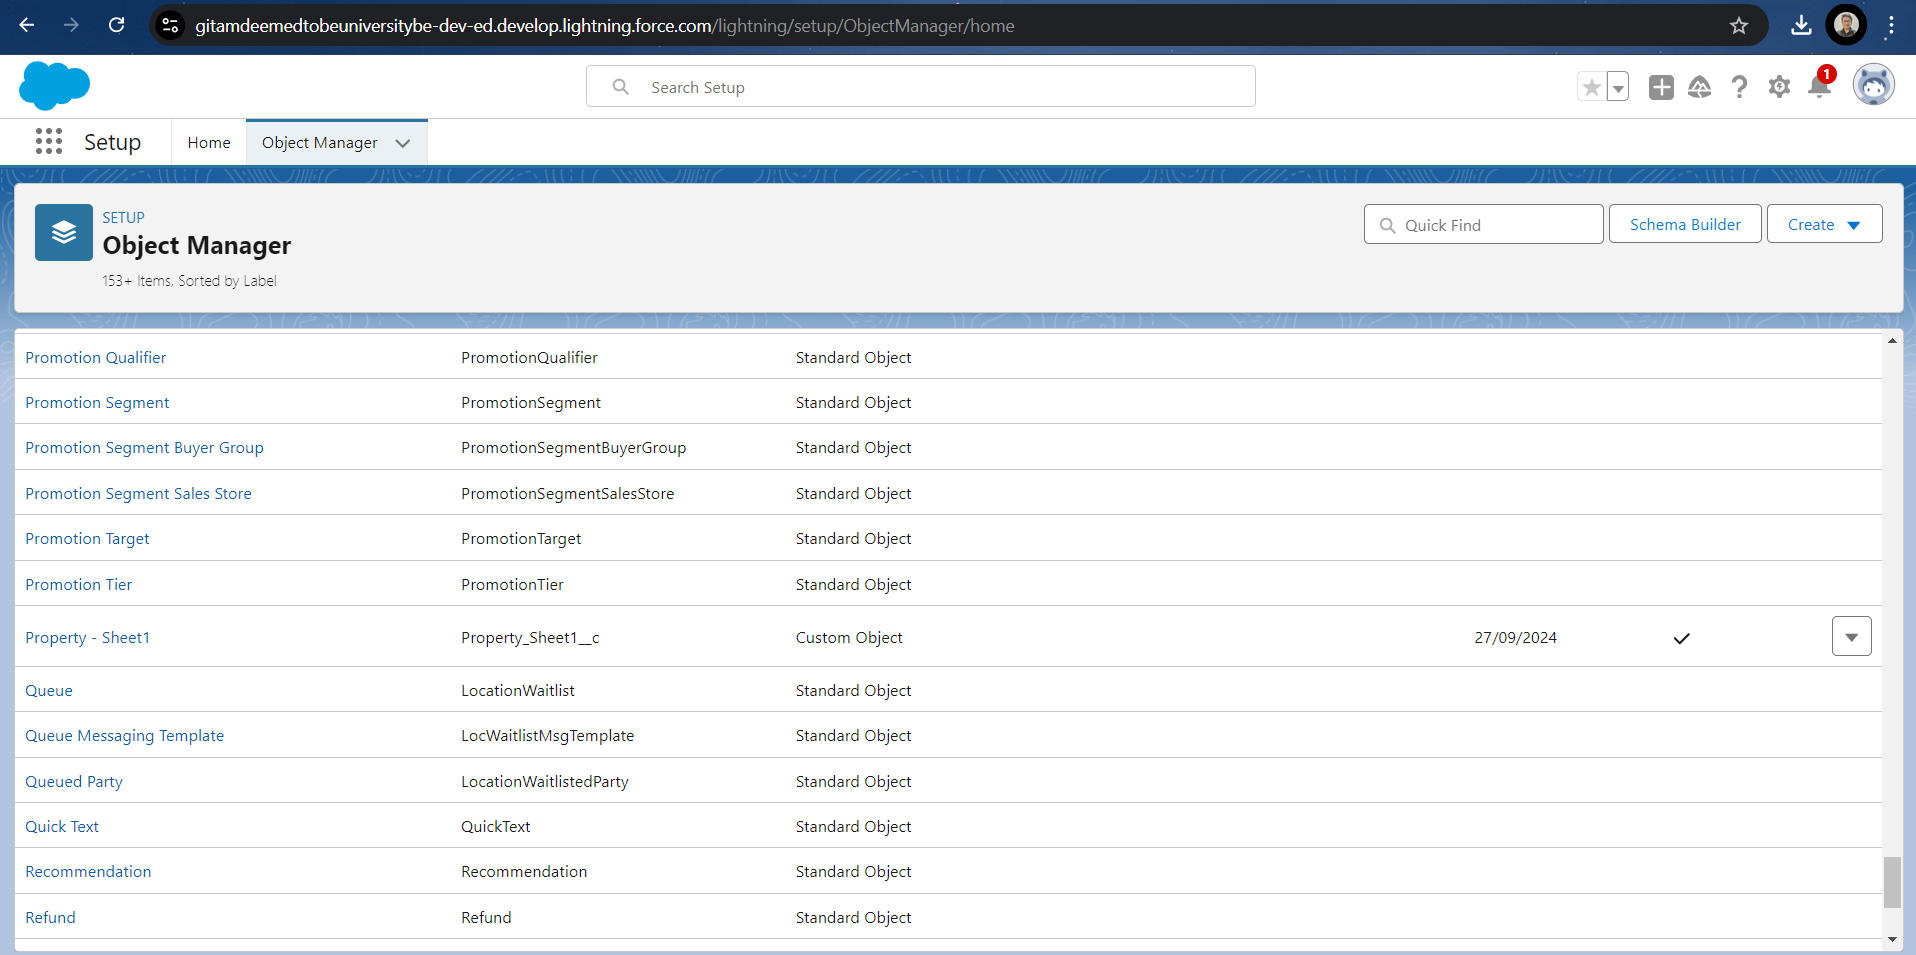 gitamdeemedtobeuniversitybe-dev-ed.develop.lightning.force.com/lightning/setup/ObjectManager/home
Search Setup
1
Setup Home Object Manager
SETUP
Object Manager
153+ Items, Sorted by Label
Quick Find
Schema Builder
Create
Promotion Qualifier PromotionQualifier Standard Object
Promotion Segment PromotionSegment Standard Object
Promotion Segment Buyer Group PromotionSegmentBuyerGroup Standard Object
Promotion Segment Sales Store PromotionSegmentSalesStore Standard Object
Promotion Target PromotionTarget Standard Object
Promotion Tier PromotionTier Standard Object
Property - Sheet1 Property_Sheet1__c Custom Object 27/09/2024
Queue LocationWaitlist Standard Object
Queue Messaging Template LocWaitlistMsgTemplate Standard Object
Queued Party LocationWaitlistedParty Standard Object
Quick Text QuickText Standard Object
Recommendation Recommendation Standard Object
Refund Refund Standard Object